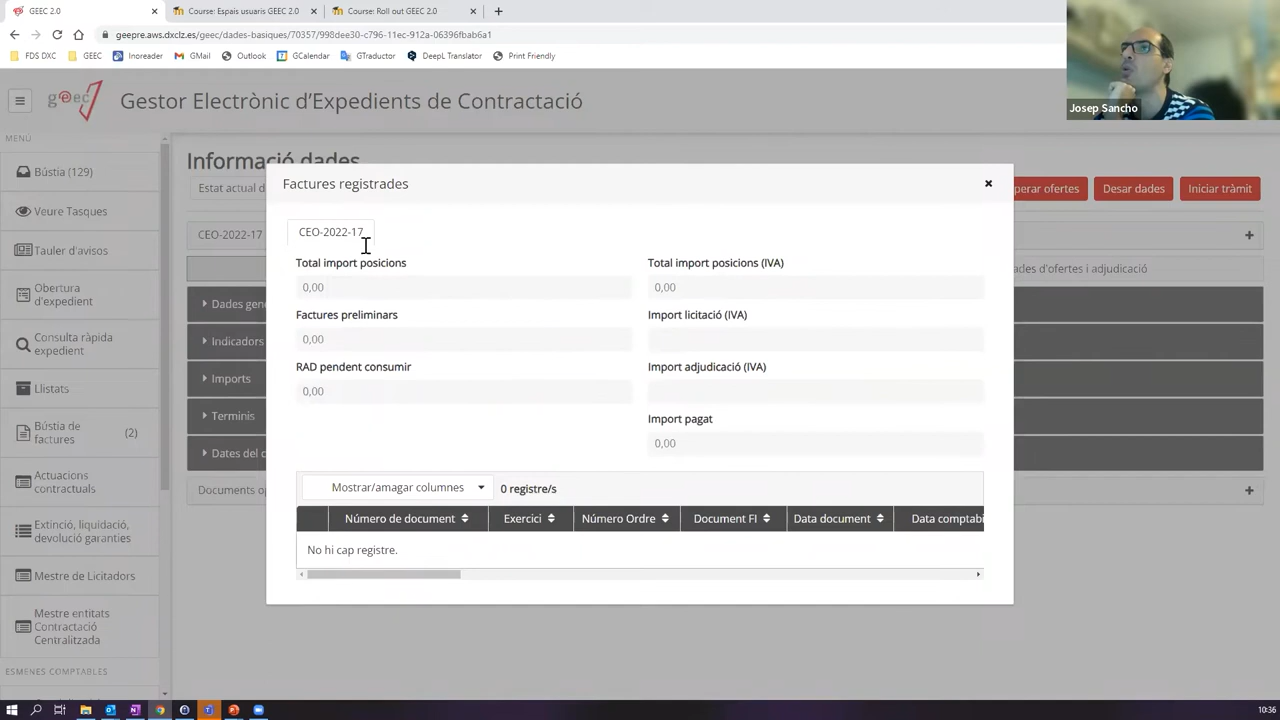 GEEC 2.0
Course: Espais usuaris GEEC 2.0
Course: Roll out GEEC 2.0
geepre.aws.dxclz.es/geec/dades-basiques/70357/998dee30-c796-11ec-912a-06396fbab6a1
FDS DXC
GEEC
Inoreader
GMail
Outlook
GCalendar
GTraductor
DeepL Translator
Print Friendly
Josep Sancho
geec
Gestor Electrònic d'Expedients de Contractació
MENÚ
Bústia (129)
Veure Tasques
Tauler d'avisos
Obertura
d'expedient
Consulta ràpida
expedient
Llistats
Bústia de
factures
(2)
Actuacions
contractuals
Extinció, liquidació,
devolució garanties
Mestre de Licitadors
Mestre entitats
Contractació
Centralitzada
ESMENES COMPTABLES
Informació dades
Estat actual d
perar ofertes
Desar dades
Iniciar tràmit
CEO-2022-17
ades d'ofertes i adjudicació
Dades gene
Indicadors
Imports
Terminis
Dates del c
Documents op
Factures registrades
CEO-2022-17
Total import posicions
0,00
Total import posicions (IVA)
0,00
Factures preliminars
0,00
Import licitació (IVA)
RAD pendent consumir
0,00
Import adjudicació (IVA)
Import pagat
0,00
Mostrar/amagar columnes
0 registre/s
Número de document
Exercici
Número Ordre
Document FI
Data document
Data comptabi
No hi cap registre.
10:36